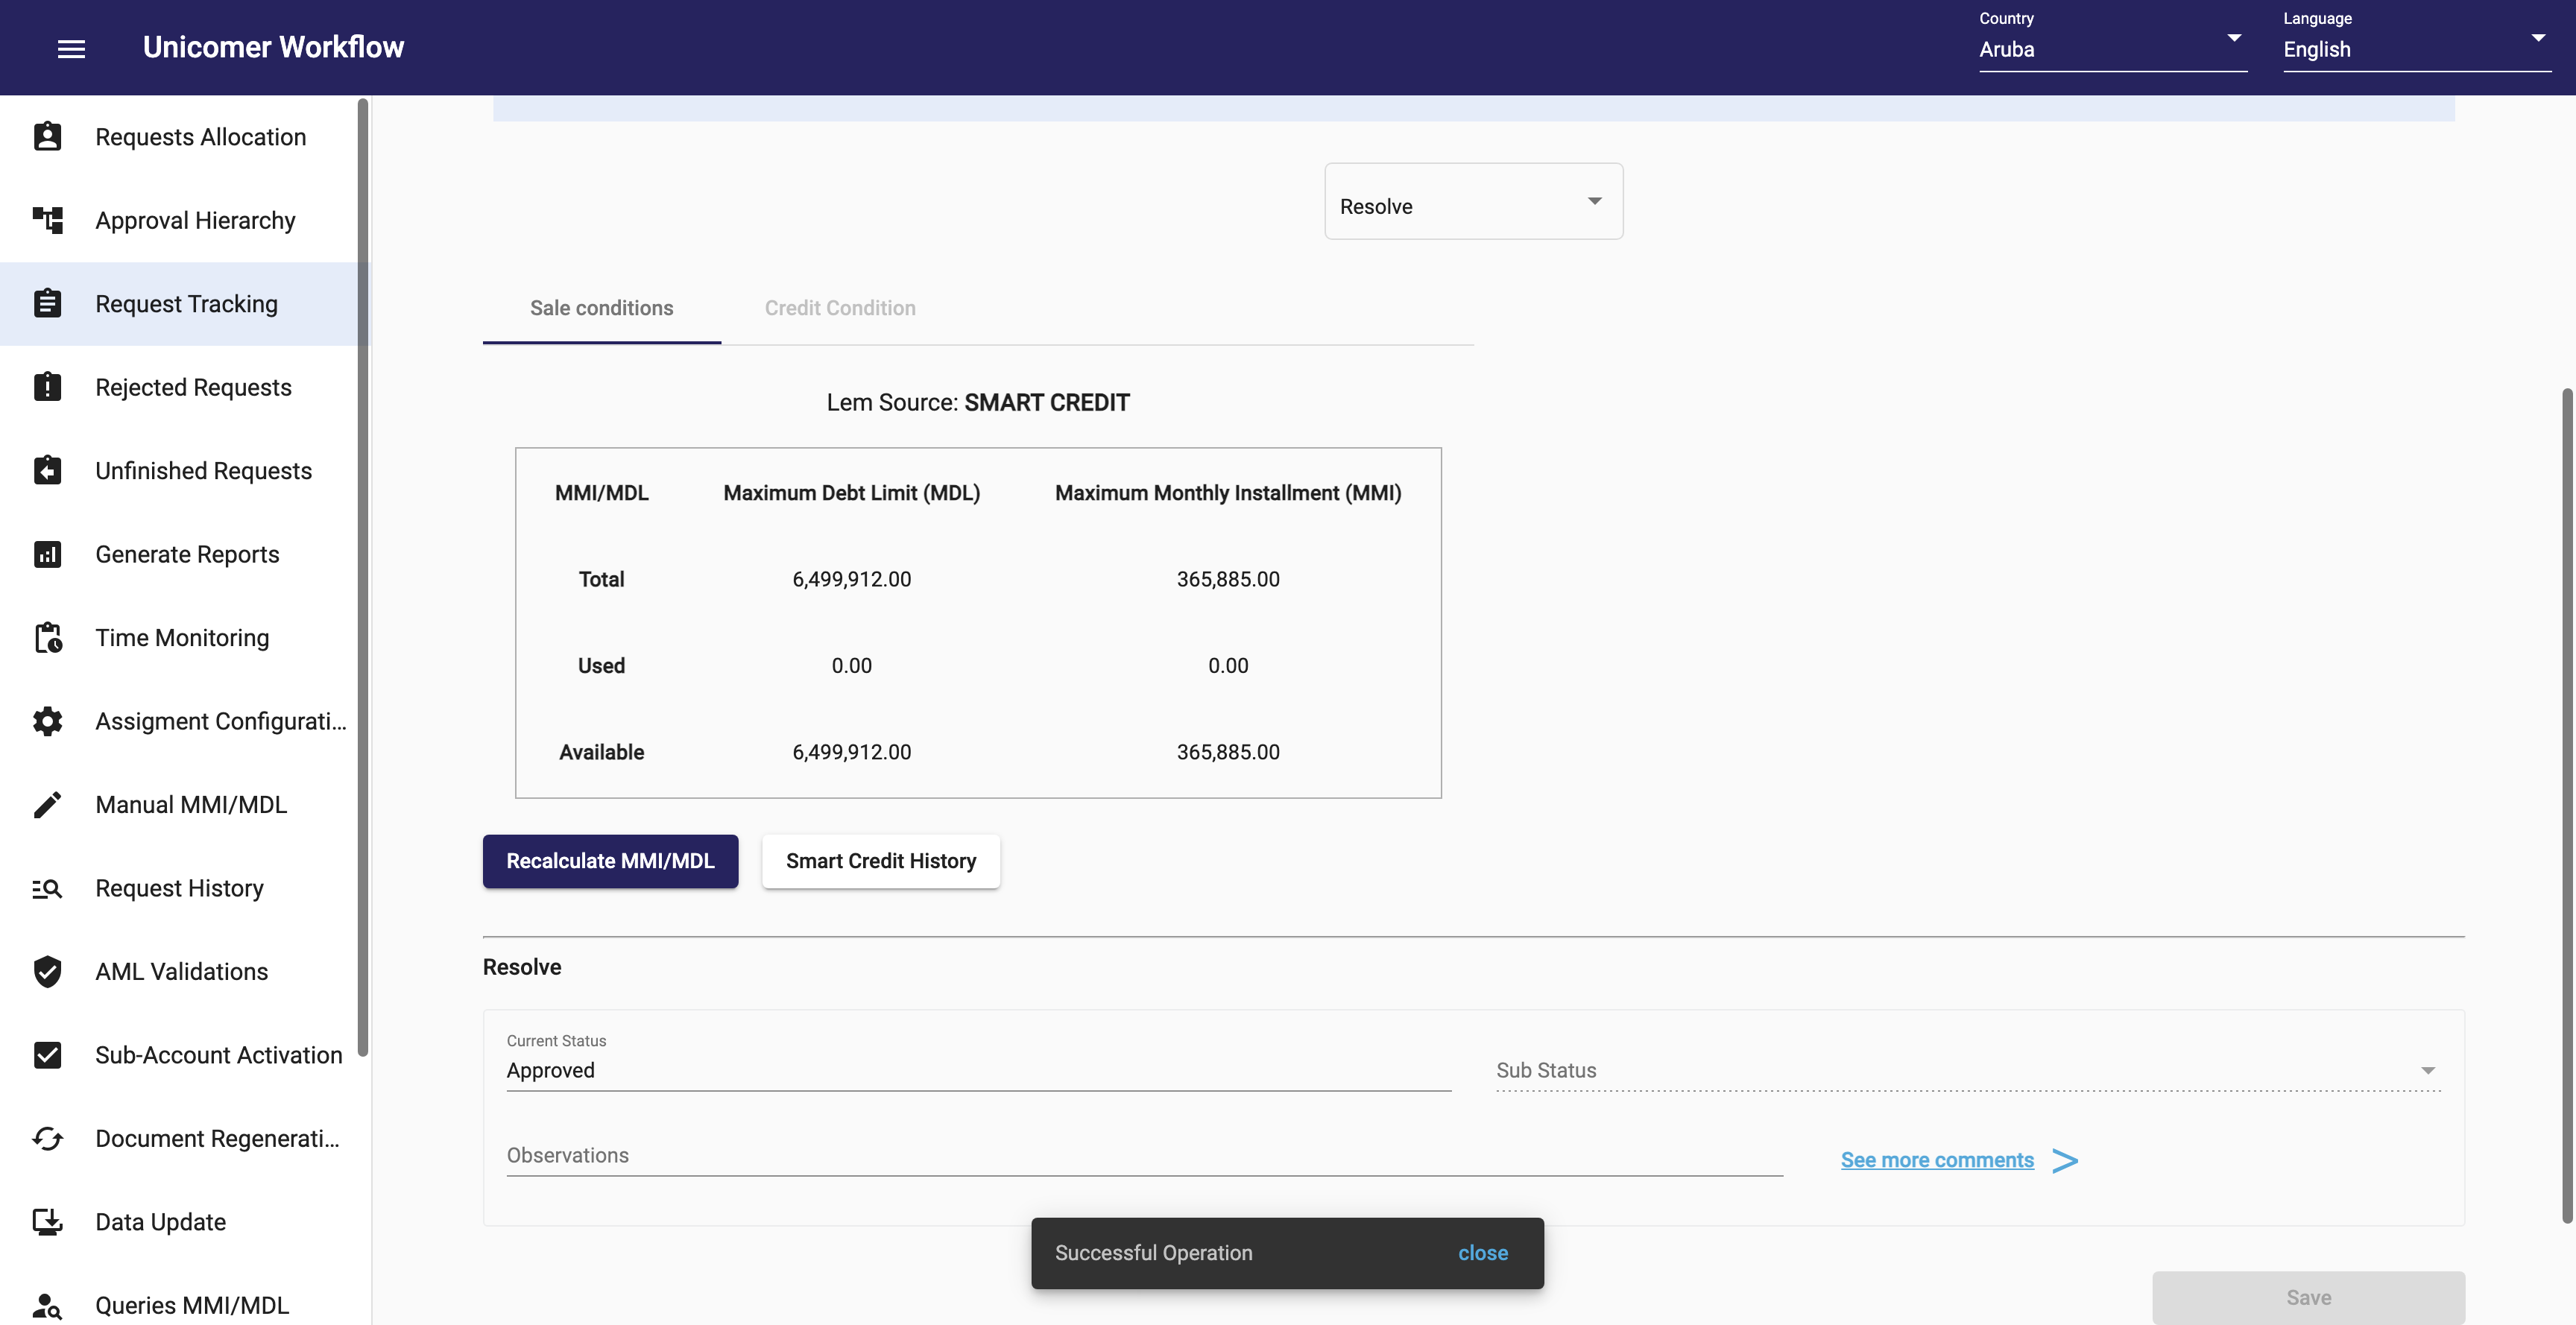 Unicomer Workflow
Country
Aruba
Language
English
Requests Allocation
Approval Hierarchy
Request Tracking
Rejected Requests
Unfinished Requests
Generate Reports
Time Monitoring
Assigment Configurati...
Manual MMI/MDL
Request History
AML Validations
Sub-Account Activation
Document Regenerati...
Data Update
Queries MMI/MDL
Resolve
Sale conditions Credit Condition
Lem Source: SMART CREDIT
MMI/MDL Maximum Debt Limit (MDL) Maximum Monthly Installment (MMI)
Total 6,499,912.00 365,885.00
Used 0.00 0.00
Available 6,499,912.00 365,885.00
Recalculate MMI/MDL Smart Credit History
Resolve
Current Status
Approved
Sub Status
Observations
See more comments
Successful Operation close
Save